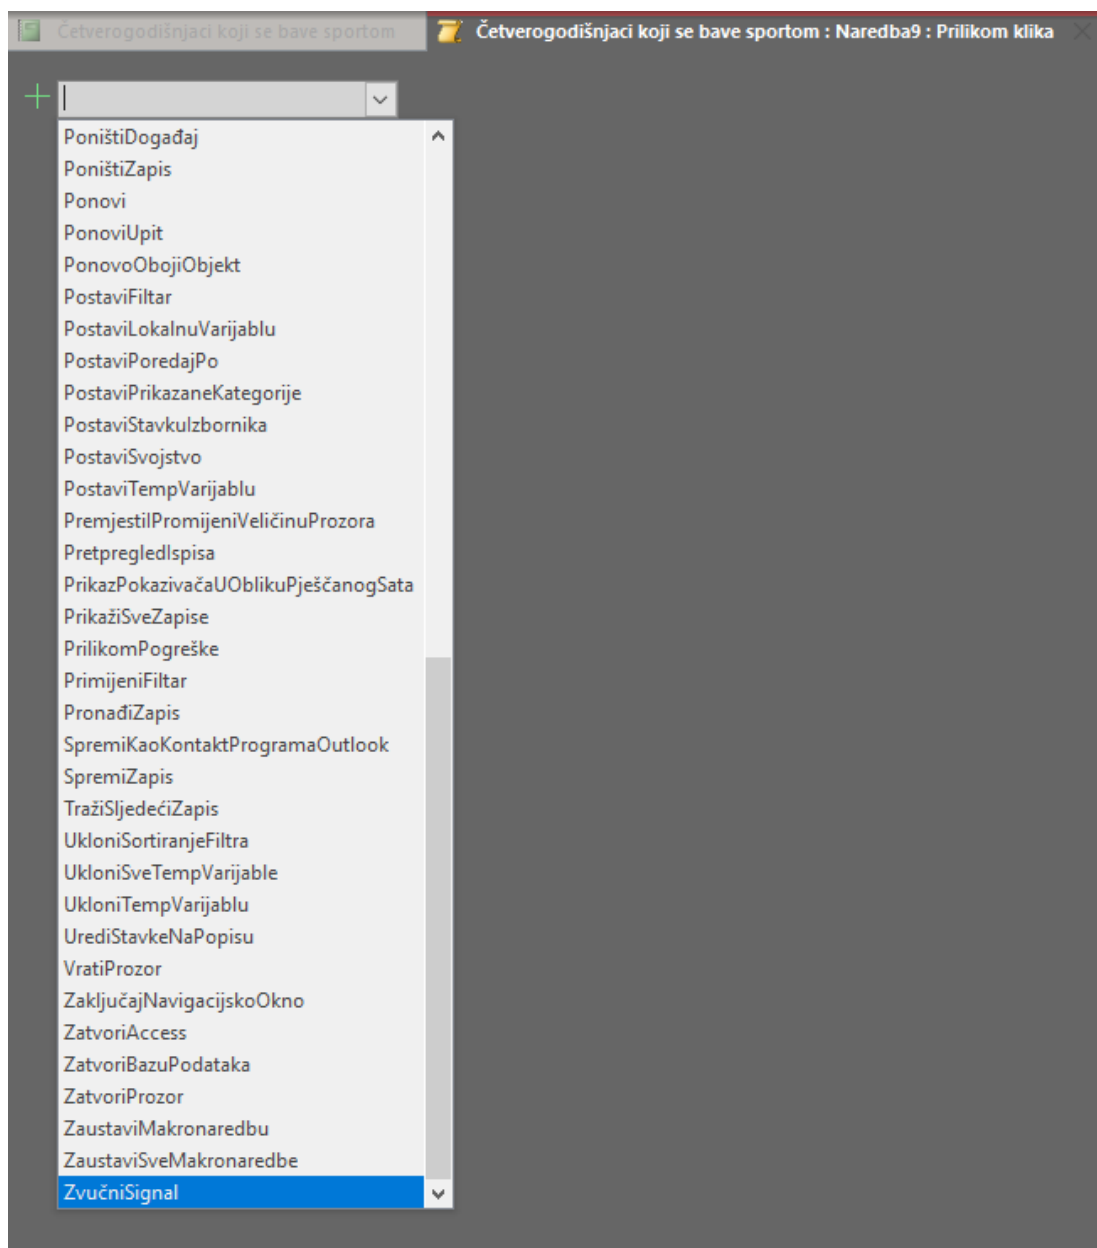 Četverogodišnjaci koji se bave sportom
Četverogodišnjaci koji se bave sportom : Naredba9 : Prilikom klika
PoništiDogađaj
PoništiZapis
Ponovi
PonoviUpit
PonovoObojiObjekt
PostaviFiltar
PostaviLokalnuVarijablu
PostaviPoredajPo
PostaviPrikazaneKategorije
PostaviStavkuIzbornika
PostaviSvojstvo
PostaviTempVarijablu
PremjestiIPromijeniVeličinuProzora
PretpregledIspisa
PrikazPokazivačaUOblikuPješčanogSata
PrikažiSveZapise
PrilikomPogreške
PrimijeniFiltar
PronađiZapis
SpremiKaoKontaktProgramaOutlook
SpremiZapis
TražiSljedećiZapis
UkloniSortiranjeFiltra
UkloniSveTempVarijable
UkloniTempVarijablu
UrediStavkeNaPopisu
VratiProzor
ZaključajNavigacijskoOkno
ZatvoriAccess
ZatvoriBazuPodataka
ZatvoriProzor
ZaustaviMakronaredbu
ZaustaviSveMakronaredbe
ZvučniSignal